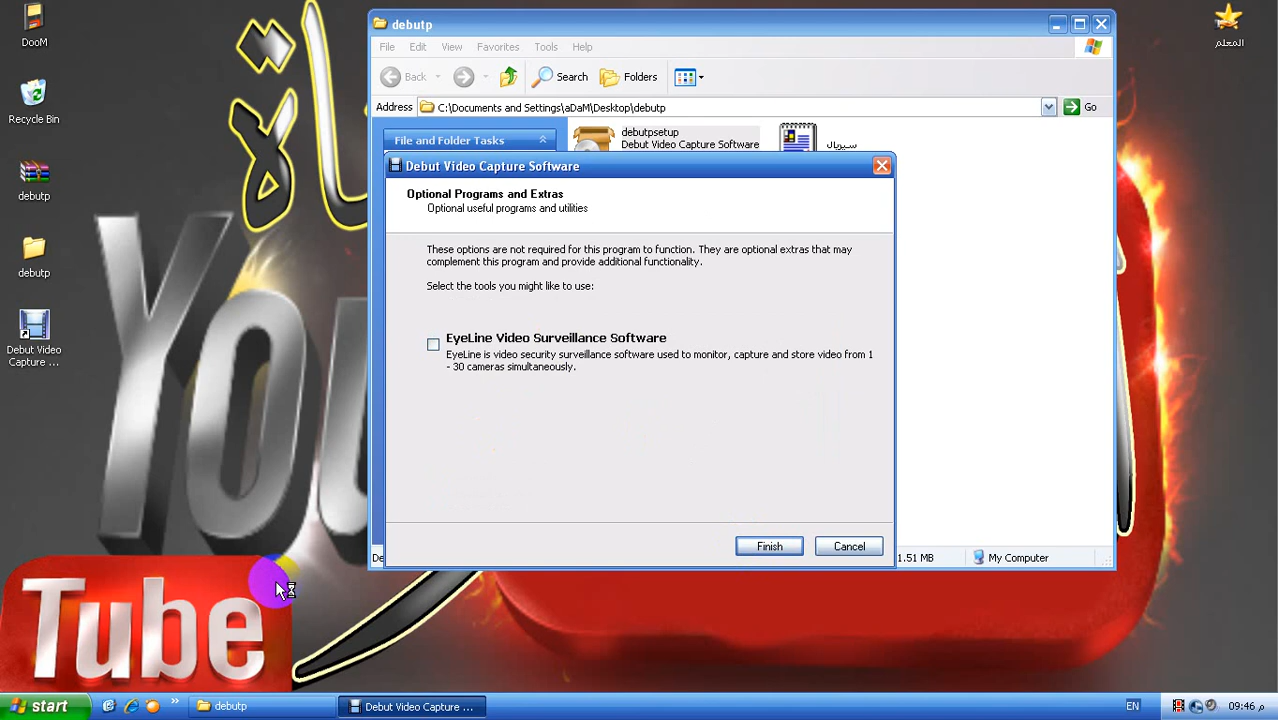 DooM
Recycle Bin
debutp
debutp
Debut Video
Capture ...
المعلم
You
Tube
debutp
File Edit View Favorites Tools Help
Back Search Folders
Address C:\Documents and Settings\aDaM\Desktop\debutp Go
File and Folder Tasks
debutpsetup
Debut Video Capture Software
سيريال
Debut Video Capture Software
Optional Programs and Extras
Optional useful programs and utilities
These options are not required for this program to function. They are optional extras that may
complement this program and provide additional functionality.
Select the tools you might like to use:
EyeLine Video Surveillance Software
EyeLine is video security surveillance software used to monitor, capture and store video from 1
- 30 cameras simultaneously.
Finish Cancel
De 1.51 MB My Computer
start debutp Debut Video Capture ... EN 09:46 م